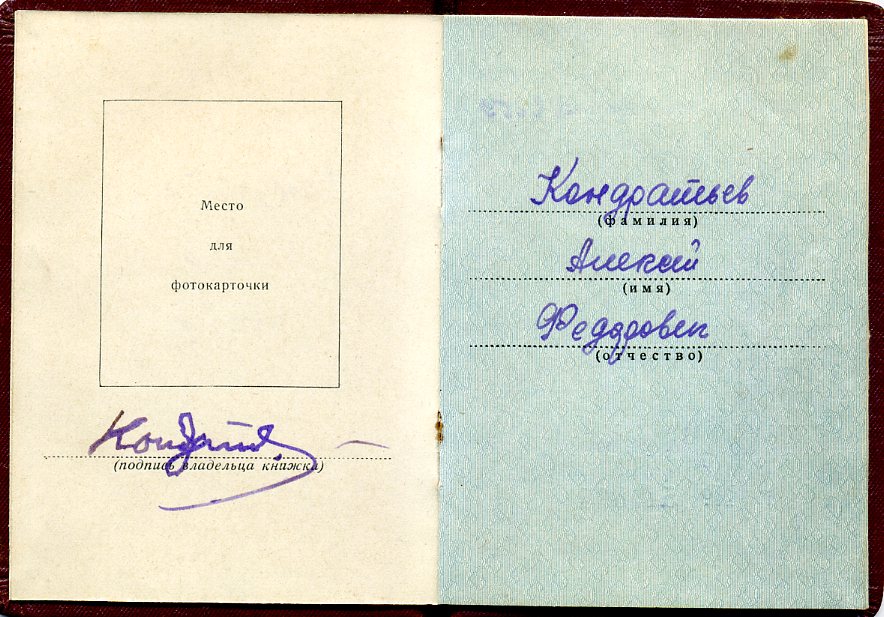 Место
для
фотокарточки
(подпись владельца книжки)
Кондратьев
(фамилия)
Алексей
(имя)
Федорович
(отчество)